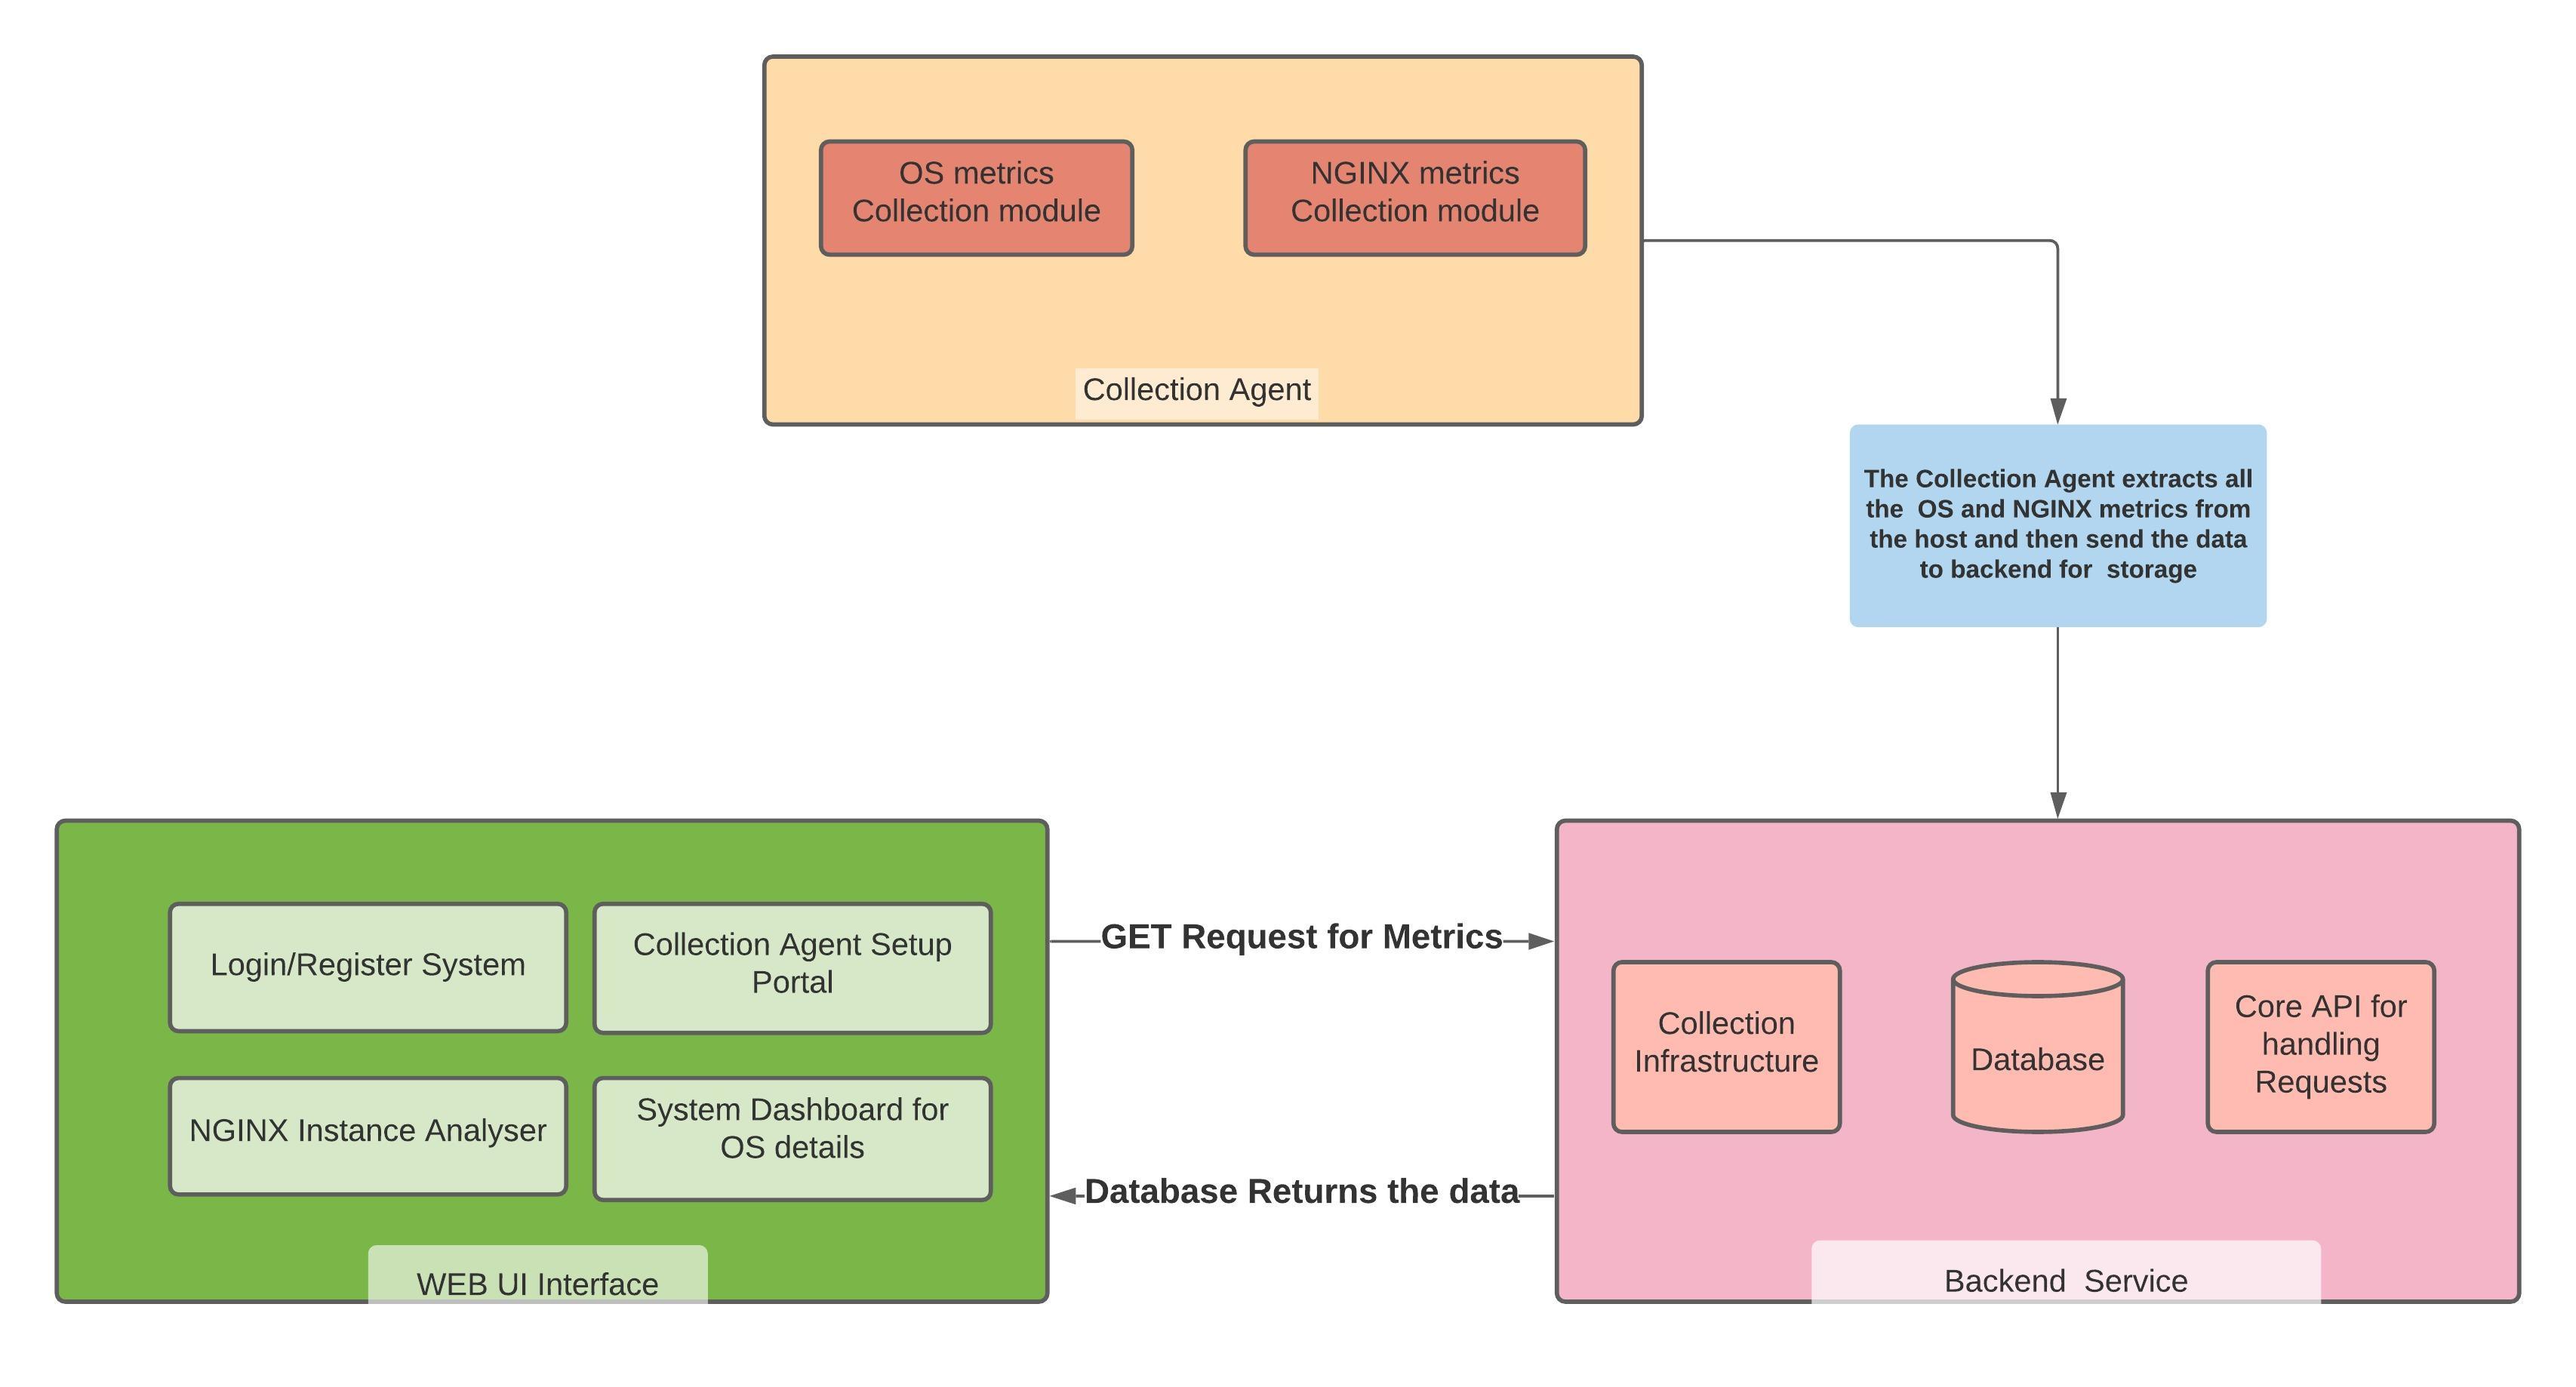 OS metrics
Collection module
NGINX metrics
Collection module
Collection Agent
The Collection Agent extracts all
the  OS and NGINX metrics from
the host and then send the data
to backend for  storage
Login/Register System
Collection Agent Setup
Portal
NGINX Instance Analyser
System Dashboard for
OS details
WEB UI Interface
GET Request for Metrics
Database Returns the data
Collection
Infrastructure
Database
Core API for
handling
Requests
Backend  Service